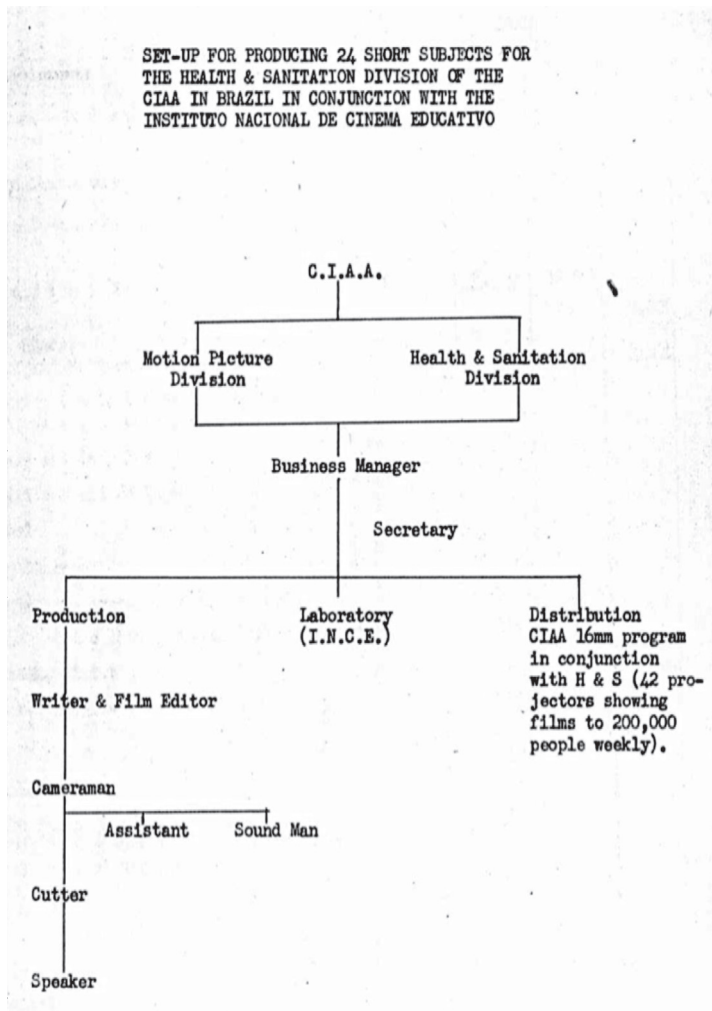 SET-UP FOR PRODUCING 24 SHORT SUBJECTS FOR
THE HEALTH & SANITATION DIVISION OF THE
CIAA IN BRAZIL IN CONJUNCTION WITH THE
INSTITUTO NACIONAL DE CINEMA EDUCATIVO
C.I.A.A.
Motion Picture
Division
Health & Sanitation
Division
Business Manager
Secretary
Production
Laboratory
(I.N.C.E.)
Distribution
CIAA 16mm program
in conjunction
with H & S (42 pro-
jectors showing
films to 200,000
people weekly).
Writer & Film Editor
Cameraman
Assistant
Sound Man
Cutter
Speaker